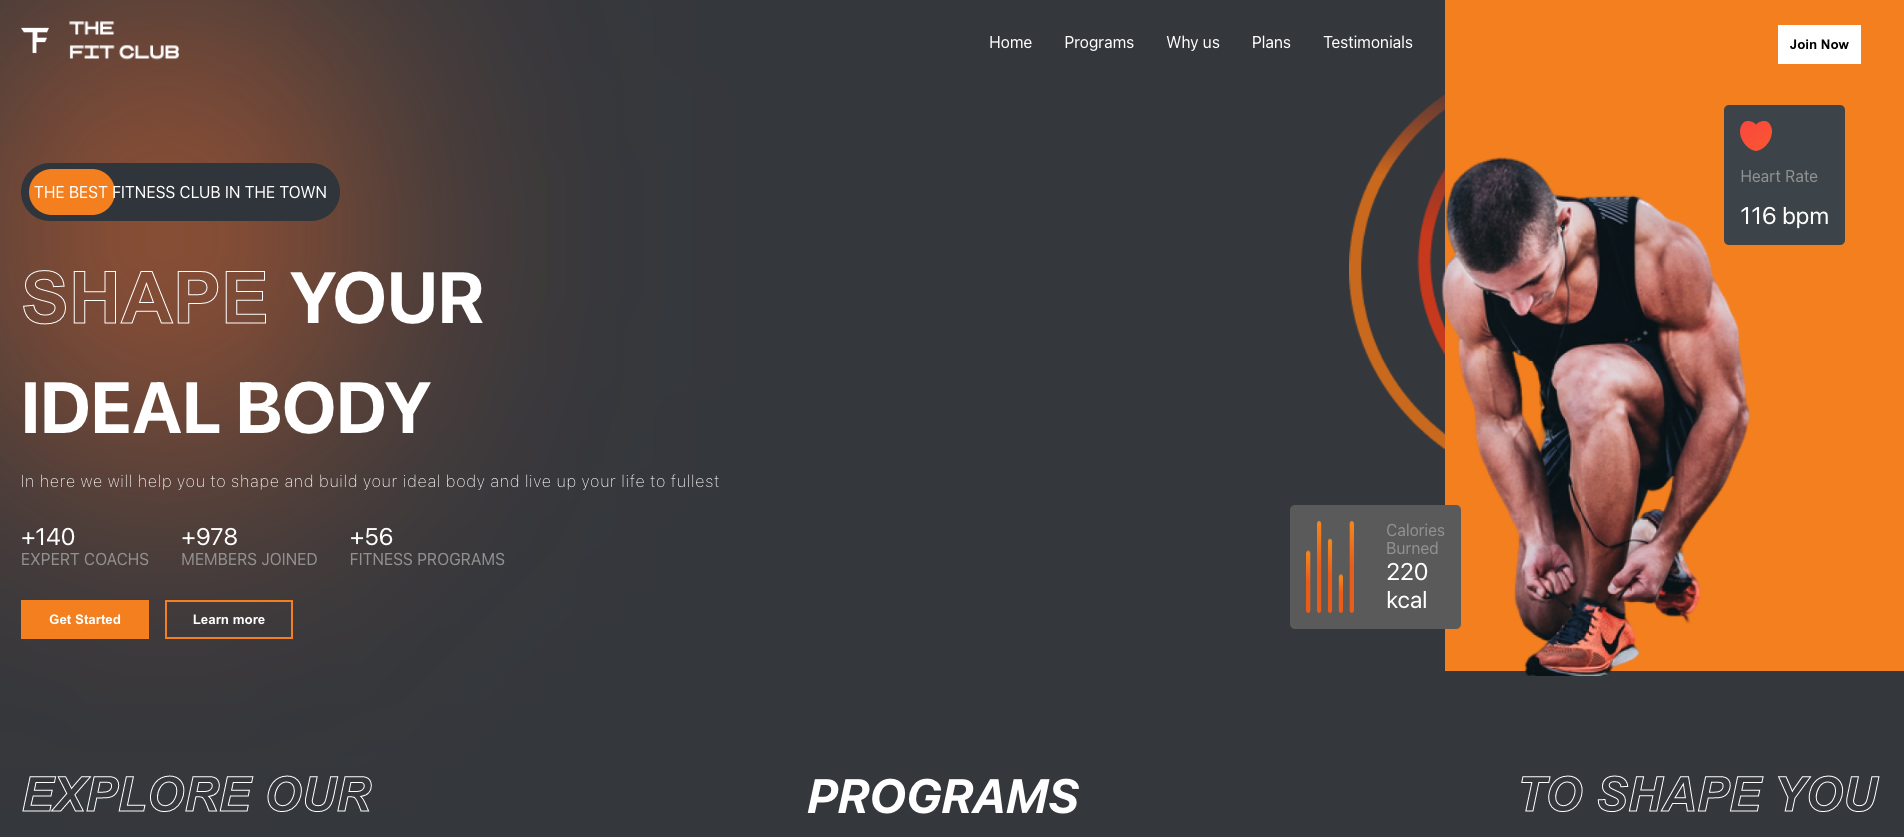 THE
FIT CLUB
Home
Programs
Why us
Plans
Testimonials
Join Now
Heart Rate
116 bpm
THE BEST FITNESS CLUB IN THE TOWN
SHAPE YOUR
IDEAL BODY
In here we will help you to shape and build your ideal body and live up your life to fullest
+140
EXPERT COACHS
+978
MEMBERS JOINED
+56
FITNESS PROGRAMS
Get Started
Learn more
Calories
Burned
220
kcal
EXPLORE OUR
PROGRAMS
TO SHAPE YOU